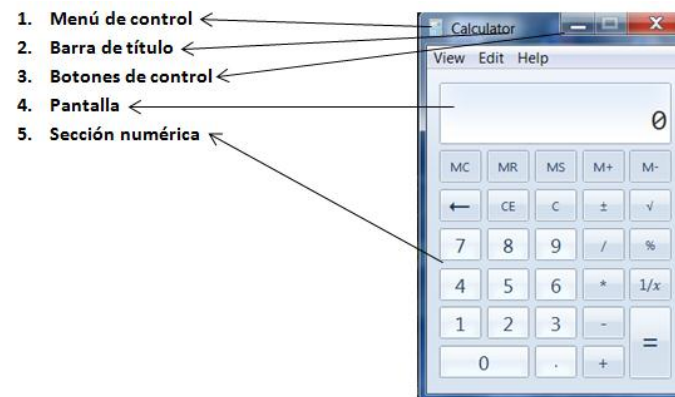 1. Menú de control
2. Barra de título
3. Botones de control
4. Pantalla
5. Sección numérica
Calculator
View Edit Help
0
MC MR MS M+ M-
← CE C ± √
7 8 9 / %
4 5 6 * 1/x
1 2 3 - =
0 . +